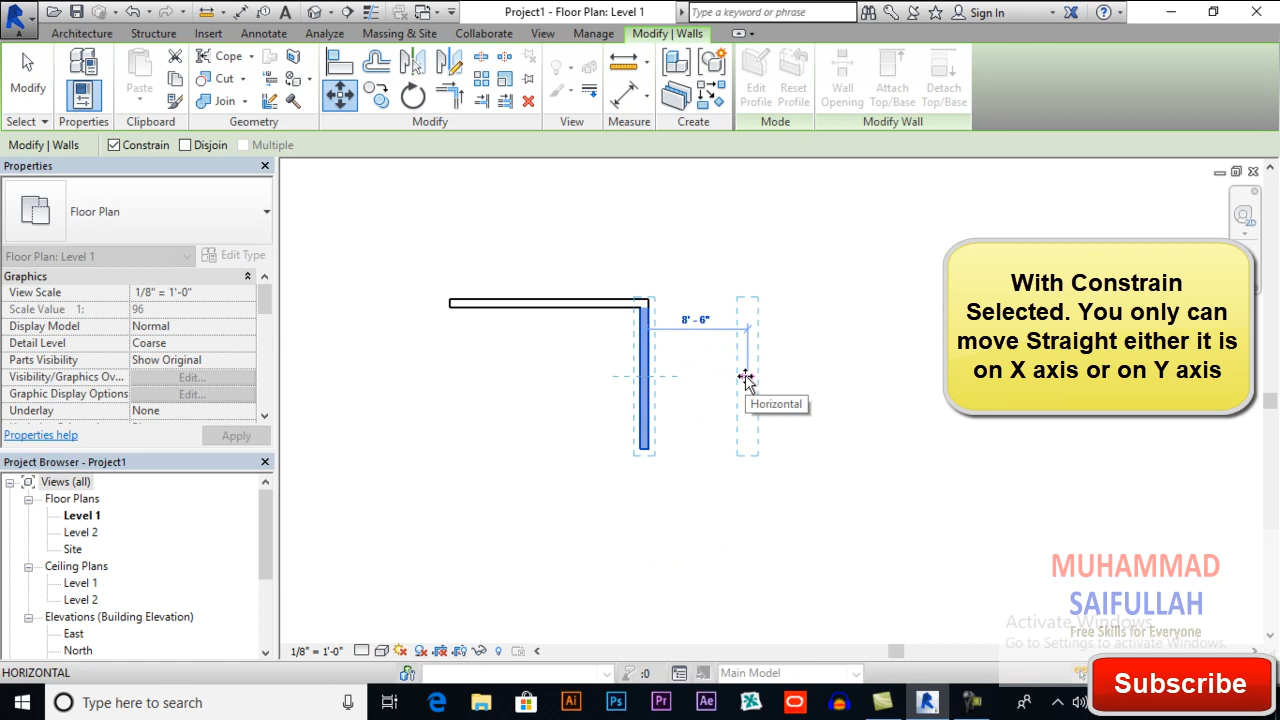 Project1 - Floor Plan: Level 1
Type a keyword or phrase
Sign In
Architecture
Structure
Insert
Annotate
Analyze
Massing & Site
Collaborate
View
Manage
Modify | Walls
Modify
Paste
Cope
Cut
Join
Edit
Profile
Reset
Profile
Wall
Opening
Attach
Top/Base
Detach
Top/Base
Select
Properties
Clipboard
Geometry
Modify
View
Measure
Create
Mode
Modify Wall
Modify | Walls
Constrain
Disjoin
Multiple
Properties
Floor Plan
Floor Plan: Level 1
Edit Type
Graphics
View Scale
1/8" = 1'-0"
Scale Value 1:
96
Display Model
Normal
Detail Level
Coarse
Parts Visibility
Show Original
Visibility/Graphics Ov...
Edit...
Graphic Display Options
Edit...
Underlay
None
Properties help
Apply
Project Browser - Project1
Views (all)
Floor Plans
Level 1
Level 2
Site
Ceiling Plans
Level 1
Level 2
Elevations (Building Elevation)
East
North
8' - 6"
Horizontal
2D
With Constrain
Selected. You only can
move Straight either it is
on X axis or on Y axis
MUHAMMAD
SAIFULLAH
Free Skills for Everyone
Activate Windows
Go to Settings to activate Windows.
Subscribe
1/8" = 1'-0"
HORIZONTAL
:0
Main Model
Type here to search
Ai
Ps
Pr
Ae